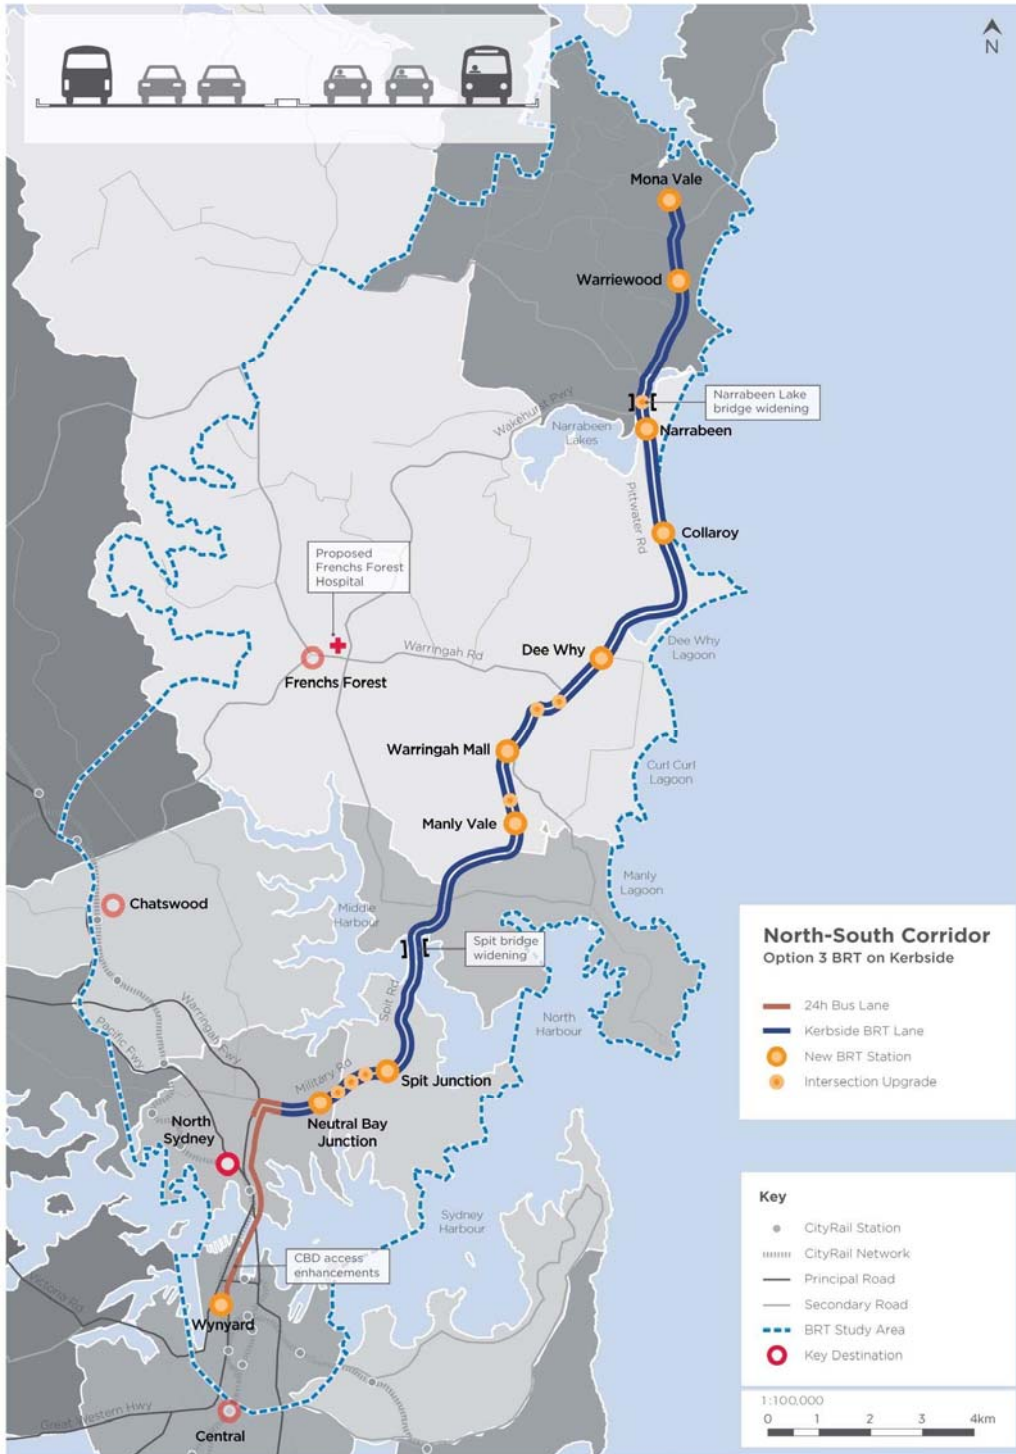 N
Mona Vale
Warriewood
Narrabeen Lake
bridge widening
Wakehurst Pwy
Narrabeen
Lakes
Narrabeen
Pittwater Rd
Collaroy
Proposed
Frenchs Forest
Hospital
Dee Why
Lagoon
Warringah Rd
Dee Why
Frenchs Forest
Warringah Mall
Curl Curl
Lagoon
Manly Vale
Manly
Lagoon
Chatswood
Middle
Harbour
Spit bridge
widening
Spit Rd
North
Harbour
Warringah Fwy
Pacific Fwy
Military Rd
Spit Junction
North
Sydney
Neutral Bay
Junction
Sydney
Harbour
CBD access
enhancements
Victoria Rd
Wynyard
Great Western Hwy
Central
North-South Corridor
Option 3 BRT on Kerbside
24h Bus Lane
Kerbside BRT Lane
New BRT Station
Intersection Upgrade
Key
CityRail Station
CityRail Network
Principal Road
Secondary Road
BRT Study Area
Key Destination
1:100,000
0 1 2 3 4km